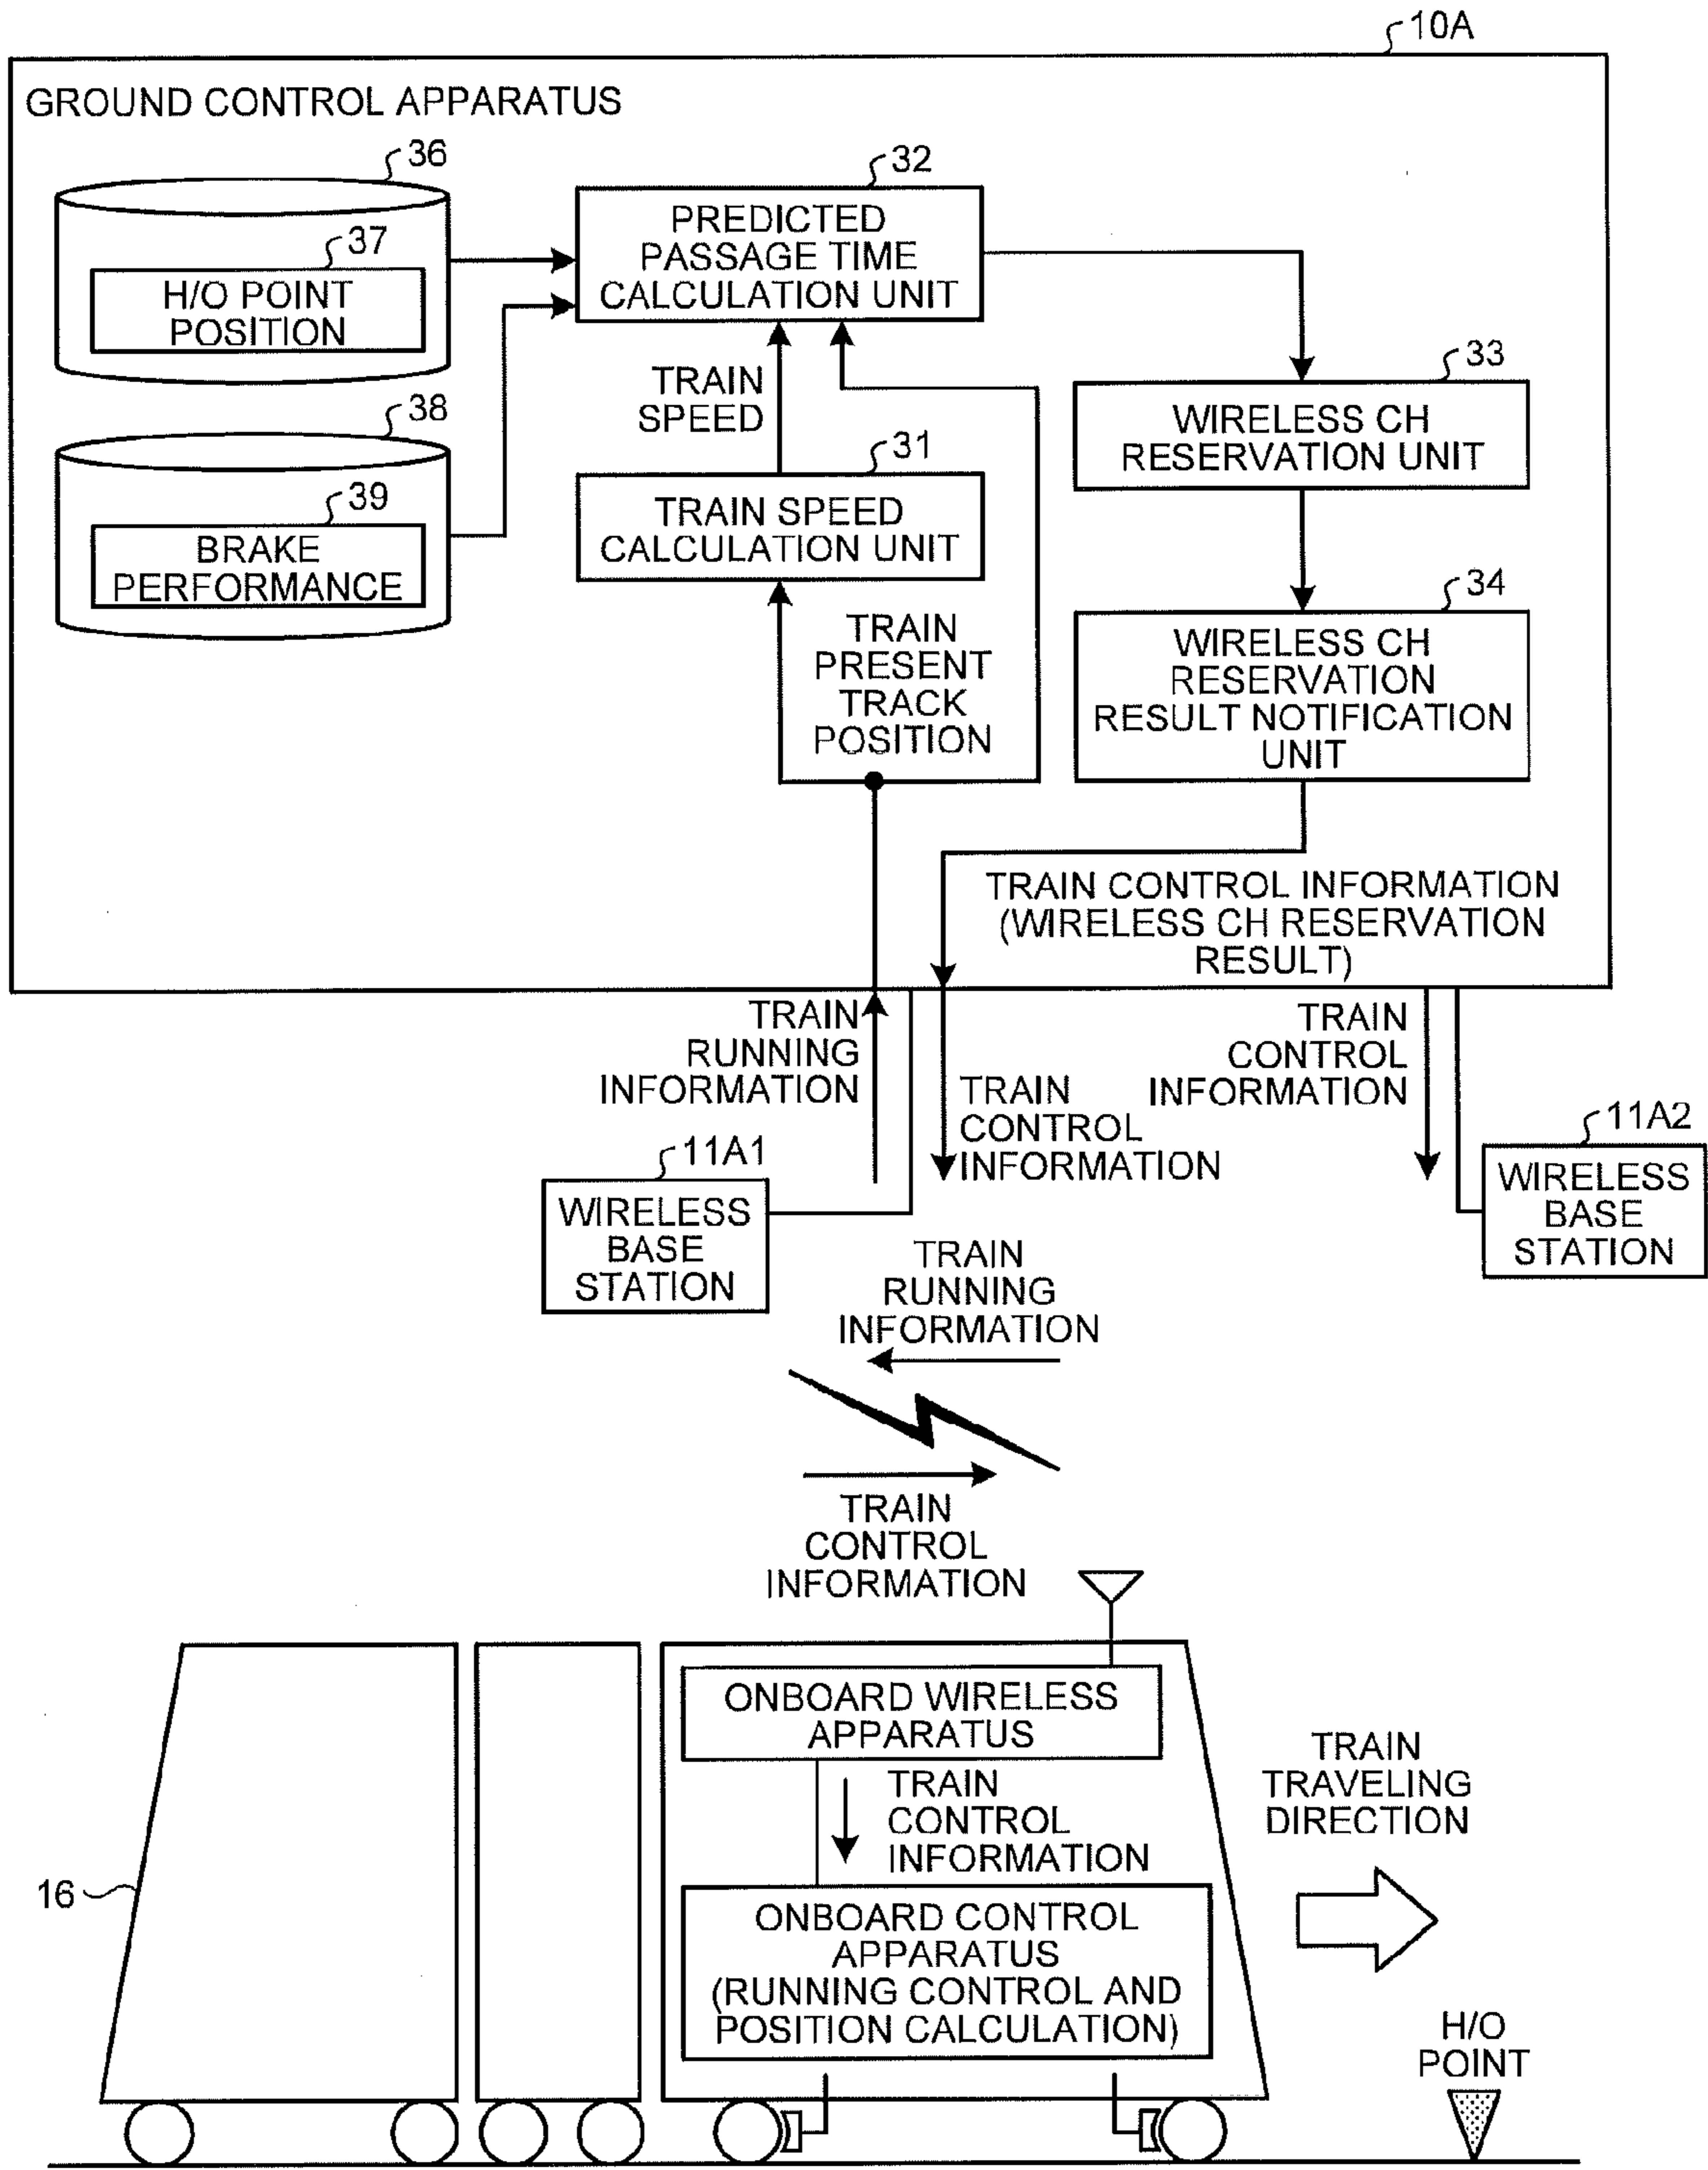 10A
GROUND CONTROL APPARATUS
36
37
H/O POINT
POSITION
38
39
BRAKE
PERFORMANCE
32
PREDICTED
PASSAGE TIME
CALCULATION UNIT
TRAIN
SPEED
31
TRAIN SPEED
CALCULATION UNIT
TRAIN
PRESENT
TRACK
POSITION
33
WIRELESS CH
RESERVATION UNIT
34
WIRELESS CH
RESERVATION
RESULT NOTIFICATION
UNIT
TRAIN CONTROL INFORMATION
(WIRELESS CH RESERVATION
RESULT)
TRAIN
RUNNING
INFORMATION
TRAIN
CONTROL
INFORMATION
TRAIN
CONTROL
INFORMATION
11A1
WIRELESS
BASE
STATION
11A2
WIRELESS
BASE
STATION
TRAIN
RUNNING
INFORMATION
TRAIN
CONTROL
INFORMATION
ONBOARD WIRELESS
APPARATUS
TRAIN
CONTROL
INFORMATION
ONBOARD CONTROL
APPARATUS
(RUNNING CONTROL AND
POSITION CALCULATION)
16
TRAIN
TRAVELING
DIRECTION
H/O
POINT